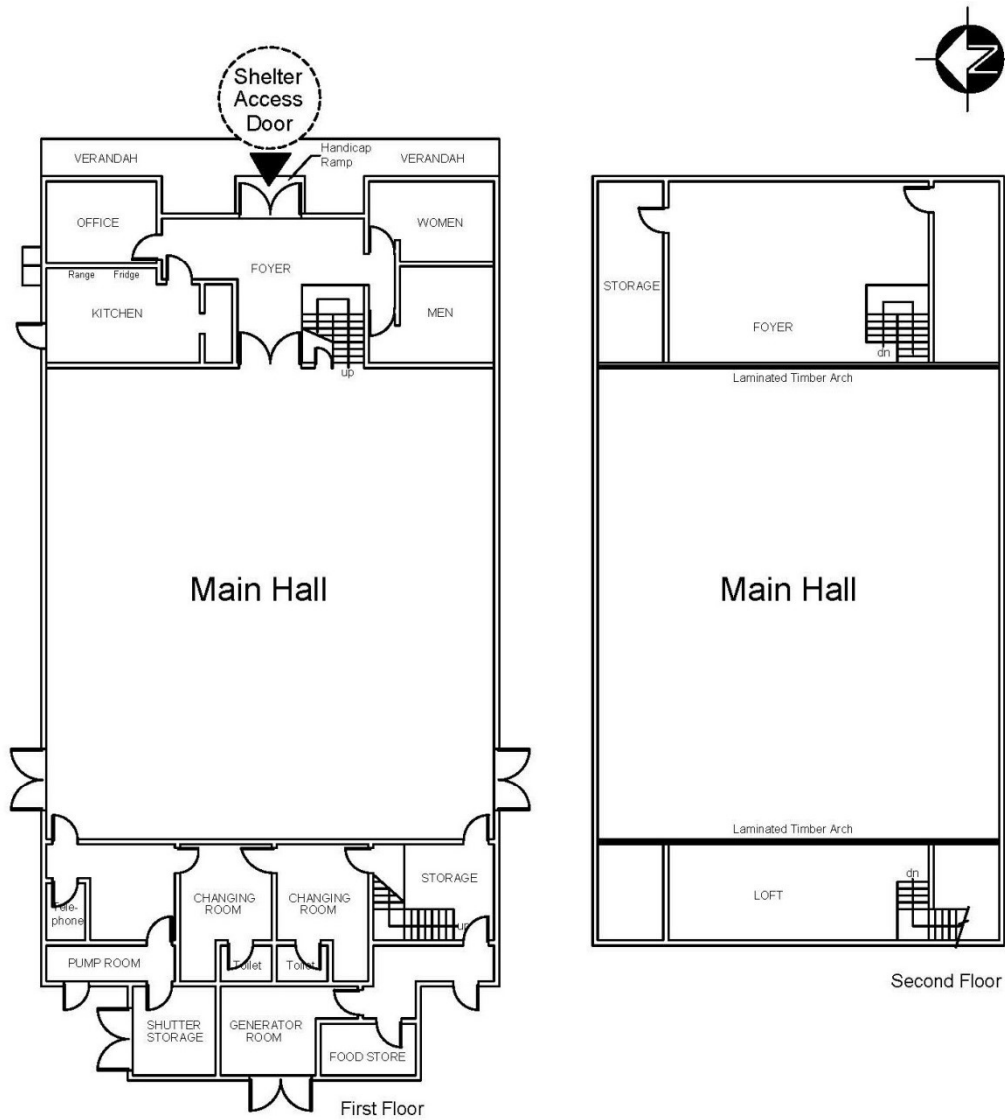 N
Shelter
Access
Door
Handicap
Ramp
VERANDAH
VERANDAH
OFFICE
WOMEN
Range
Fridge
FOYER
KITCHEN
MEN
up
Main Hall
CHANGING
ROOM
CHANGING
ROOM
STORAGE
Tele-
phone
up
PUMP ROOM
Toilet
Toilet
SHUTTER
STORAGE
GENERATOR
ROOM
FOOD STORE
First Floor
STORAGE
FOYER
dn
Laminated Timber Arch
Main Hall
Laminated Timber Arch
LOFT
dn
Second Floor